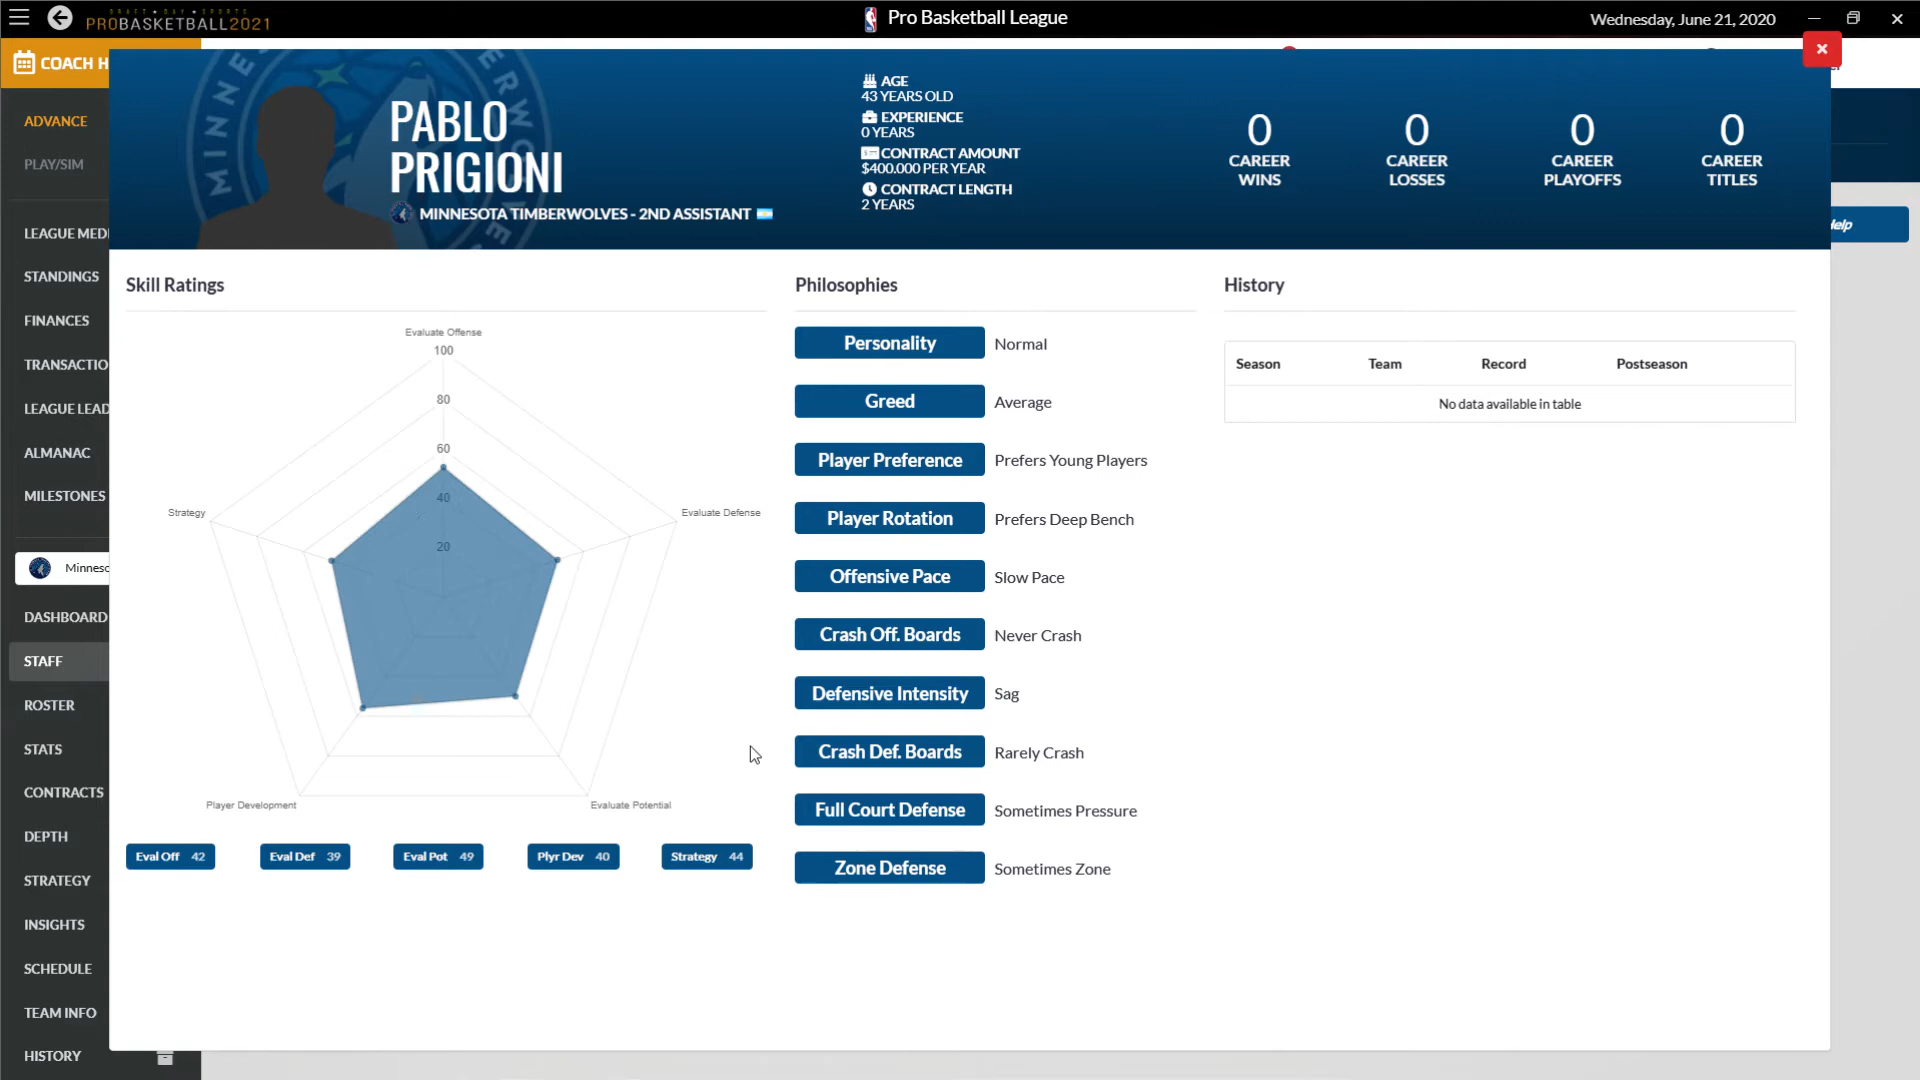 DRAFT DAY SPORTS
PROBASKETBALL2021
Pro Basketball League
Wednesday, June 21, 2020
COACH H
ADVANCE
PLAY/SIM
LEAGUE MEDI
STANDINGS
FINANCES
TRANSACTIO
LEAGUE LEAD
ALMANAC
MILESTONES
Minneso
DASHBOARD
STAFF
ROSTER
STATS
CONTRACTS
DEPTH
STRATEGY
INSIGHTS
SCHEDULE
TEAM INFO
HISTORY
PABLO
PRIGIONI
MINNESOTA TIMBERWOLVES - 2ND ASSISTANT
AGE
43 YEARS OLD
EXPERIENCE
0 YEARS
CONTRACT AMOUNT
$400.000 PER YEAR
CONTRACT LENGTH
2 YEARS
0
CAREER
WINS
0
CAREER
LOSSES
0
CAREER
PLAYOFFS
0
CAREER
TITLES
Help
Skill Ratings
Evaluate Offense
100
80
60
40
20
Strategy
Evaluate Defense
Player Development
Evaluate Potential
Eval Off 42
Eval Def 39
Eval Pot 49
Plyr Dev 40
Strategy 44
Philosophies
Personality Normal
Greed Average
Player Preference Prefers Young Players
Player Rotation Prefers Deep Bench
Offensive Pace Slow Pace
Crash Off. Boards Never Crash
Defensive Intensity Sag
Crash Def. Boards Rarely Crash
Full Court Defense Sometimes Pressure
Zone Defense Sometimes Zone
History
Season Team Record Postseason
No data available in table